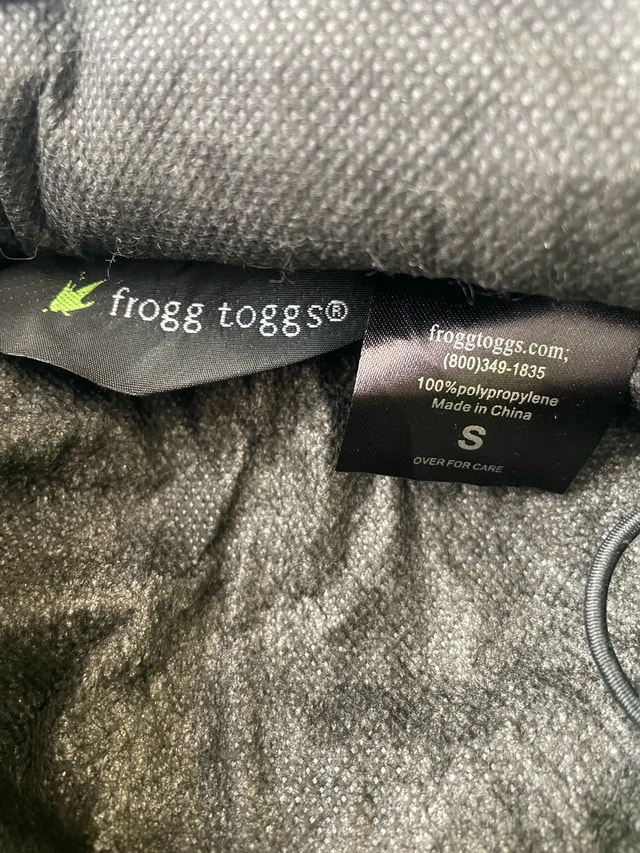 frogg toggs®
froggtoggs.com;
(800)349-1835
100%polypropylene
Made in China
S
OVER FOR CARE